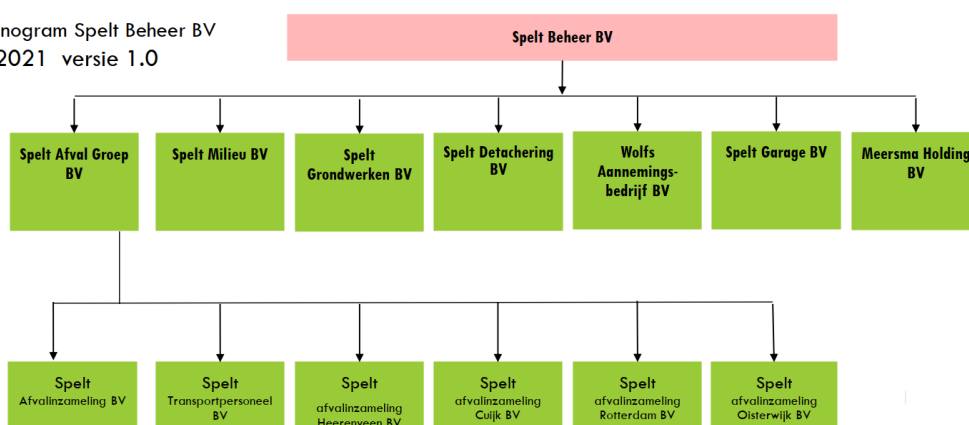 nogram Spelt Beheer BV
2021 versie 1.0
Spelt Beheer BV
Spelt Afval Groep
BV
Spelt Milieu BV
Spelt
Grondwerken BV
Spelt Detachering
BV
Wolfs
Aannemings-
bedrijf BV
Spelt Garage BV
Meersma Holding
BV
Spelt
Afvalinzameling BV
Spelt
Transportpersoneel
BV
Spelt
afvalinzameling
Heerenveen BV
Spelt
afvalinzameling
Cuijk BV
Spelt
afvalinzameling
Rotterdam BV
Spelt
afvalinzameling
Oisterwijk BV